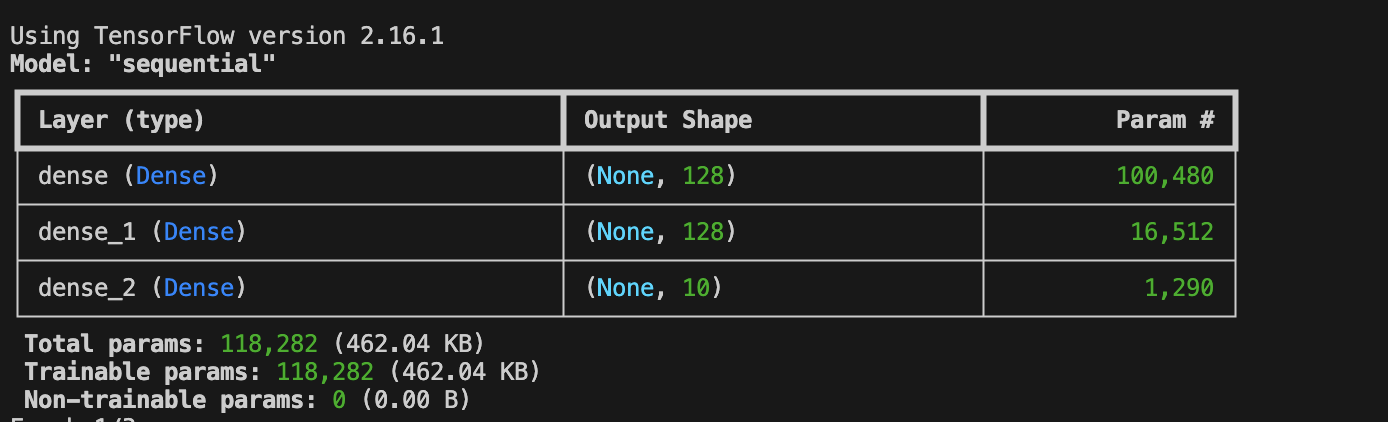 Using TensorFlow version 2.16.1
Model: "sequential"
Layer (type) Output Shape Param #
dense (Dense) (None, 128) 100,480
dense_1 (Dense) (None, 128) 16,512
dense_2 (Dense) (None, 10) 1,290
Total params: 118,282 (462.04 KB)
Trainable params: 118,282 (462.04 KB)
Non-trainable params: 0 (0.00 B)